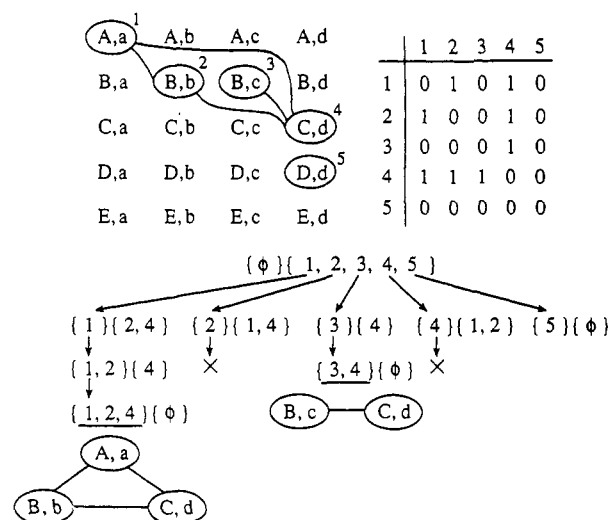 A,a 1 A,b A,c A,d
B,a B,b 2 B,c 3 B,d
C,a C,b C,c C,d 4
D,a D,b D,c D,d 5
E,a E,b E,c E,d
1 2 3 4 5
1 0 1 0 1 0
2 1 0 0 1 0
3 0 0 0 1 0
4 1 1 1 0 0
5 0 0 0 0 0
{ϕ}{ 1, 2, 3, 4, 5 }
{ 1 }{ 2, 4 } { 2 }{ 1, 4 } { 3 }{ 4 } { 4 }{ 1, 2 } { 5 }{ϕ}
{ 1, 2 }{ 4 } × { 3, 4 }{ϕ} ×
{ 1, 2, 4 }{ϕ} B, c C, d
A, a
B, b C, d